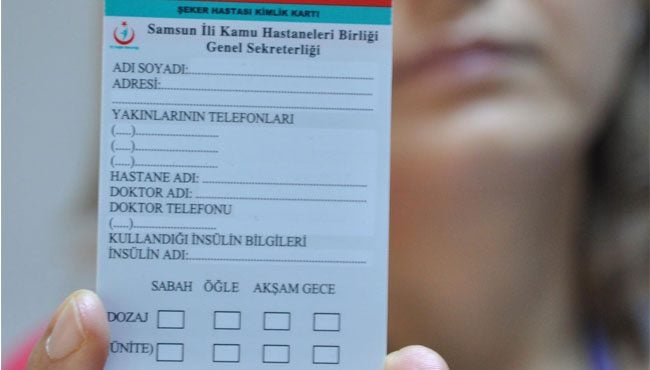 ŞEKER HASTASI KİMLİK KARTI
Samsun İli Kamu Hastaneleri Birliği
Genel Sekreterliği
ADI SOYADI:..............................................
ADRESİ:.....................................................
.................................................................
YAKINLARININ TELEFONLARI
(.....).....................
(.....).....................
(.....).....................
HASTANE ADI: .........................................
DOKTOR ADI: ..........................................
DOKTOR TELEFONU
(.....).....................
KULLANDIĞI İNSÜLİN BİLGİLERİ
İNSÜLİN ADI:............................................
SABAH ÖĞLE AKŞAM GECE
DOZAJ
ÜNİTE)